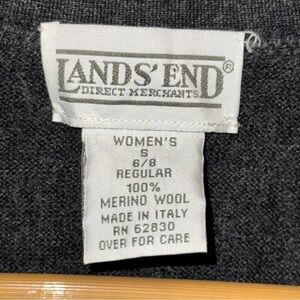 LANDS' END®
DIRECT MERCHANTS
WOMEN'S
S
6/8
REGULAR
100%
MERINO WOOL
MADE IN ITALY
RN 62830
OVER FOR CARE